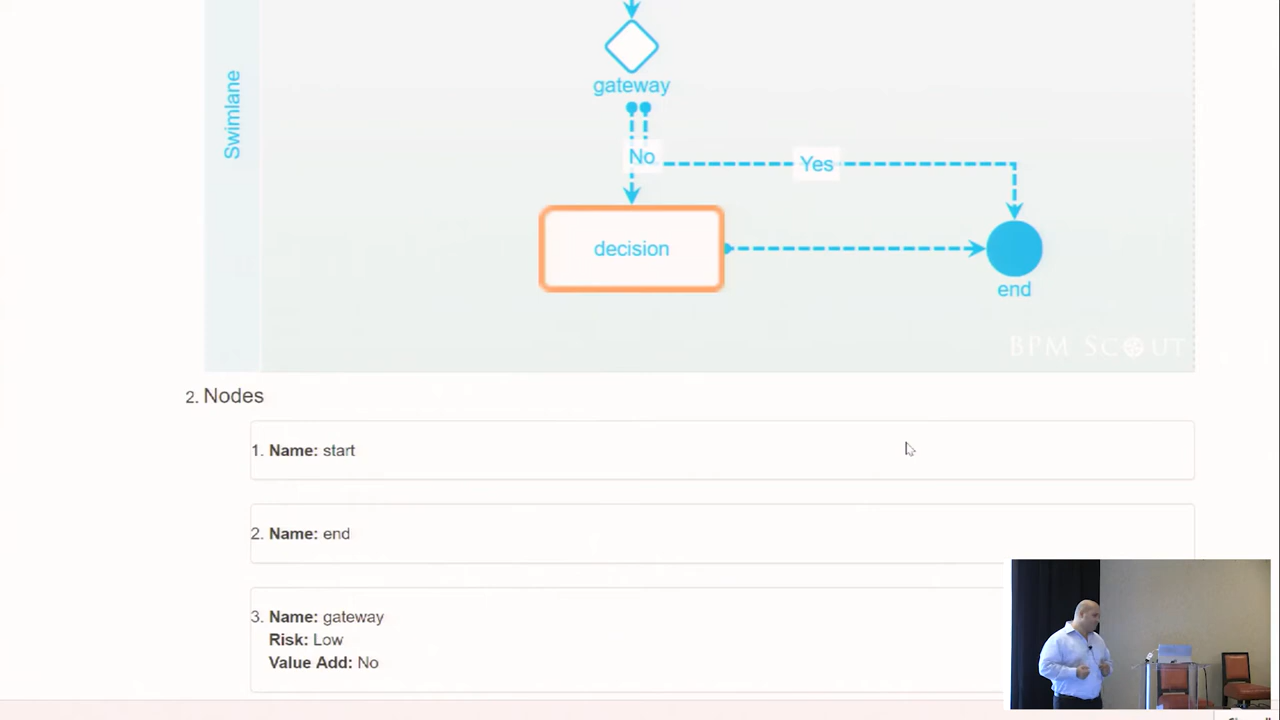 Swimlane
gateway
No
Yes
decision
end
BPM SCOUT
2. Nodes
1. Name: start
2. Name: end
3. Name: gateway
Risk: Low
Value Add: No